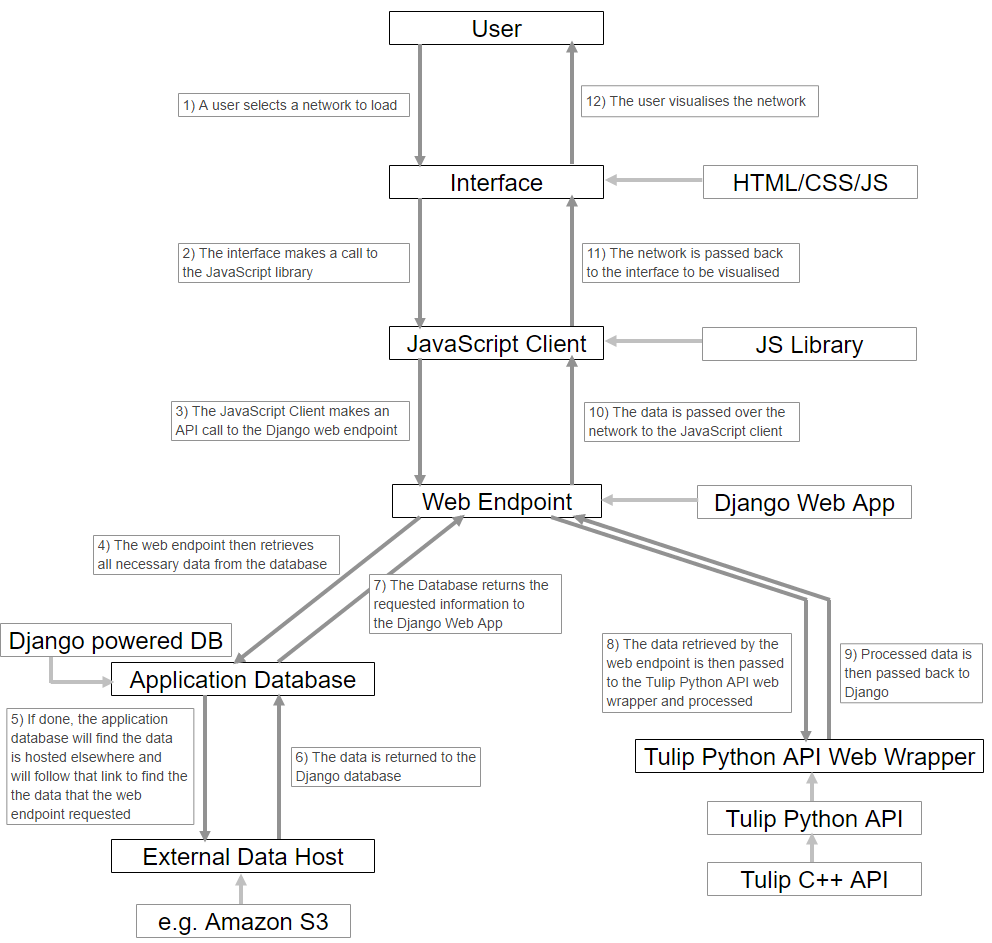 User
1) A user selects a network to load
12) The user visualises the network
Interface
HTML/CSS/JS
2) The interface makes a call to
the JavaScript library
11) The network is passed back
to the interface to be visualised
JavaScript Client
JS Library
3) The JavaScript Client makes an
API call to the Django web endpoint
10) The data is passed over the
network to the JavaScript client
Web Endpoint
Django Web App
4) The web endpoint then retrieves
all necessary data from the database
7) The Database returns the
requested information to
the Django Web App
Django powered DB
Application Database
8) The data retrieved by the
web endpoint is then passed
to the Tulip Python API web
wrapper and processed
9) Processed data is
then passed back to
Django
5) If done, the application
database will find the data
is hosted elsewhere and
will follow that link to find the
the data that the web
endpoint requested
6) The data is returned to the
Django database
Tulip Python API Web Wrapper
Tulip Python API
External Data Host
Tulip C++ API
e.g. Amazon S3